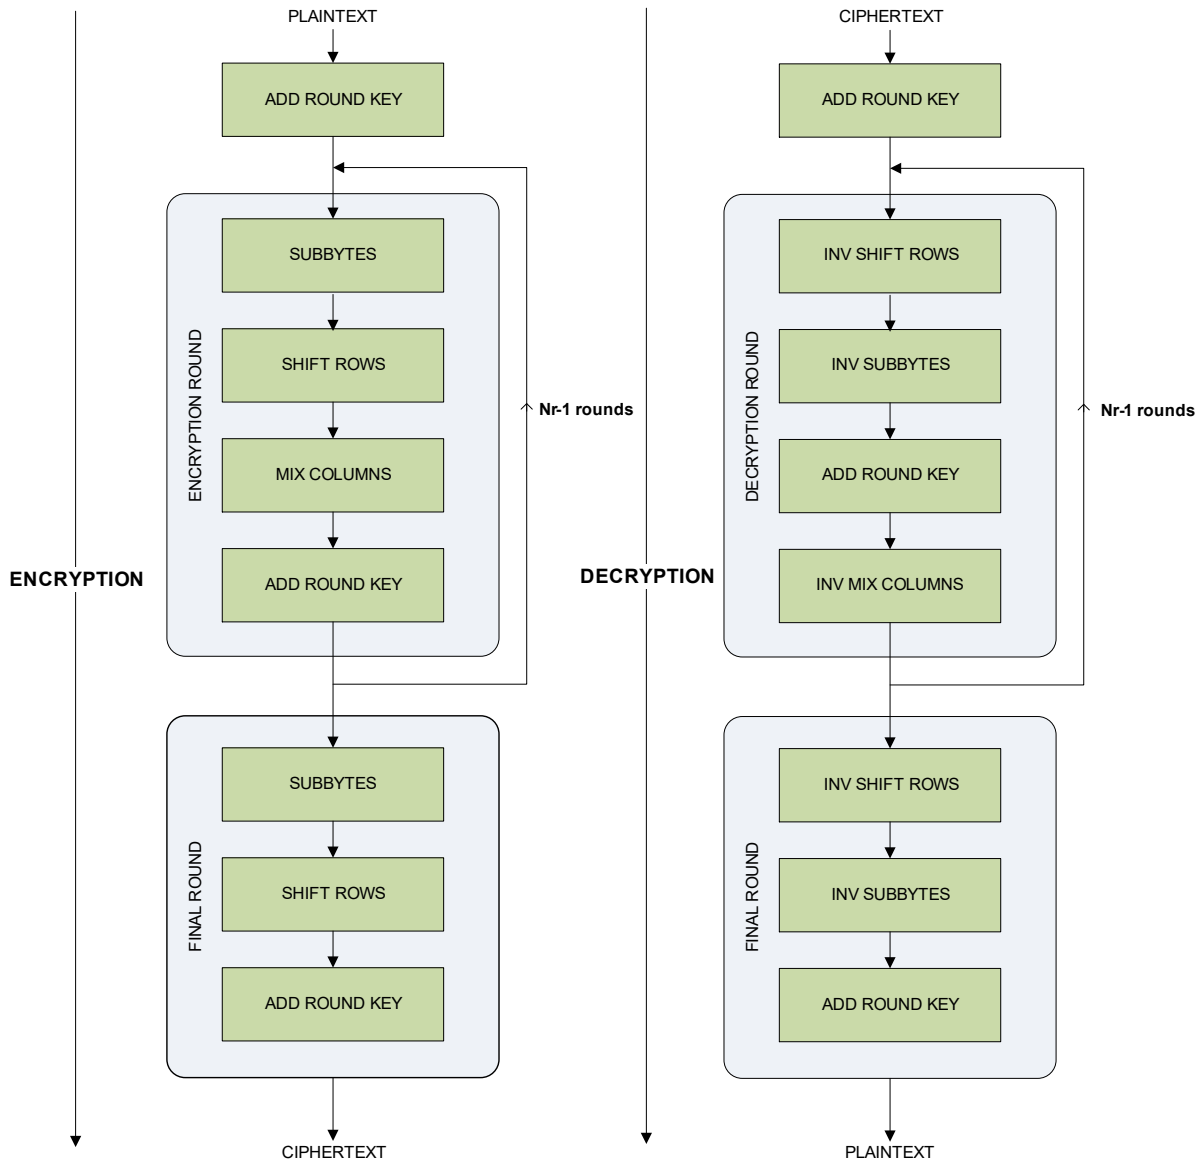 PLAINTEXT
ADD ROUND KEY
SUBBYTES
SHIFT ROWS
MIX COLUMNS
ADD ROUND KEY
ENCRYPTION ROUND
Nr-1 rounds
ENCRYPTION
SUBBYTES
SHIFT ROWS
ADD ROUND KEY
FINAL ROUND
CIPHERTEXT
CIPHERTEXT
ADD ROUND KEY
INV SHIFT ROWS
INV SUBBYTES
ADD ROUND KEY
INV MIX COLUMNS
DECRYPTION ROUND
Nr-1 rounds
DECRYPTION
INV SHIFT ROWS
INV SUBBYTES
ADD ROUND KEY
FINAL ROUND
PLAINTEXT